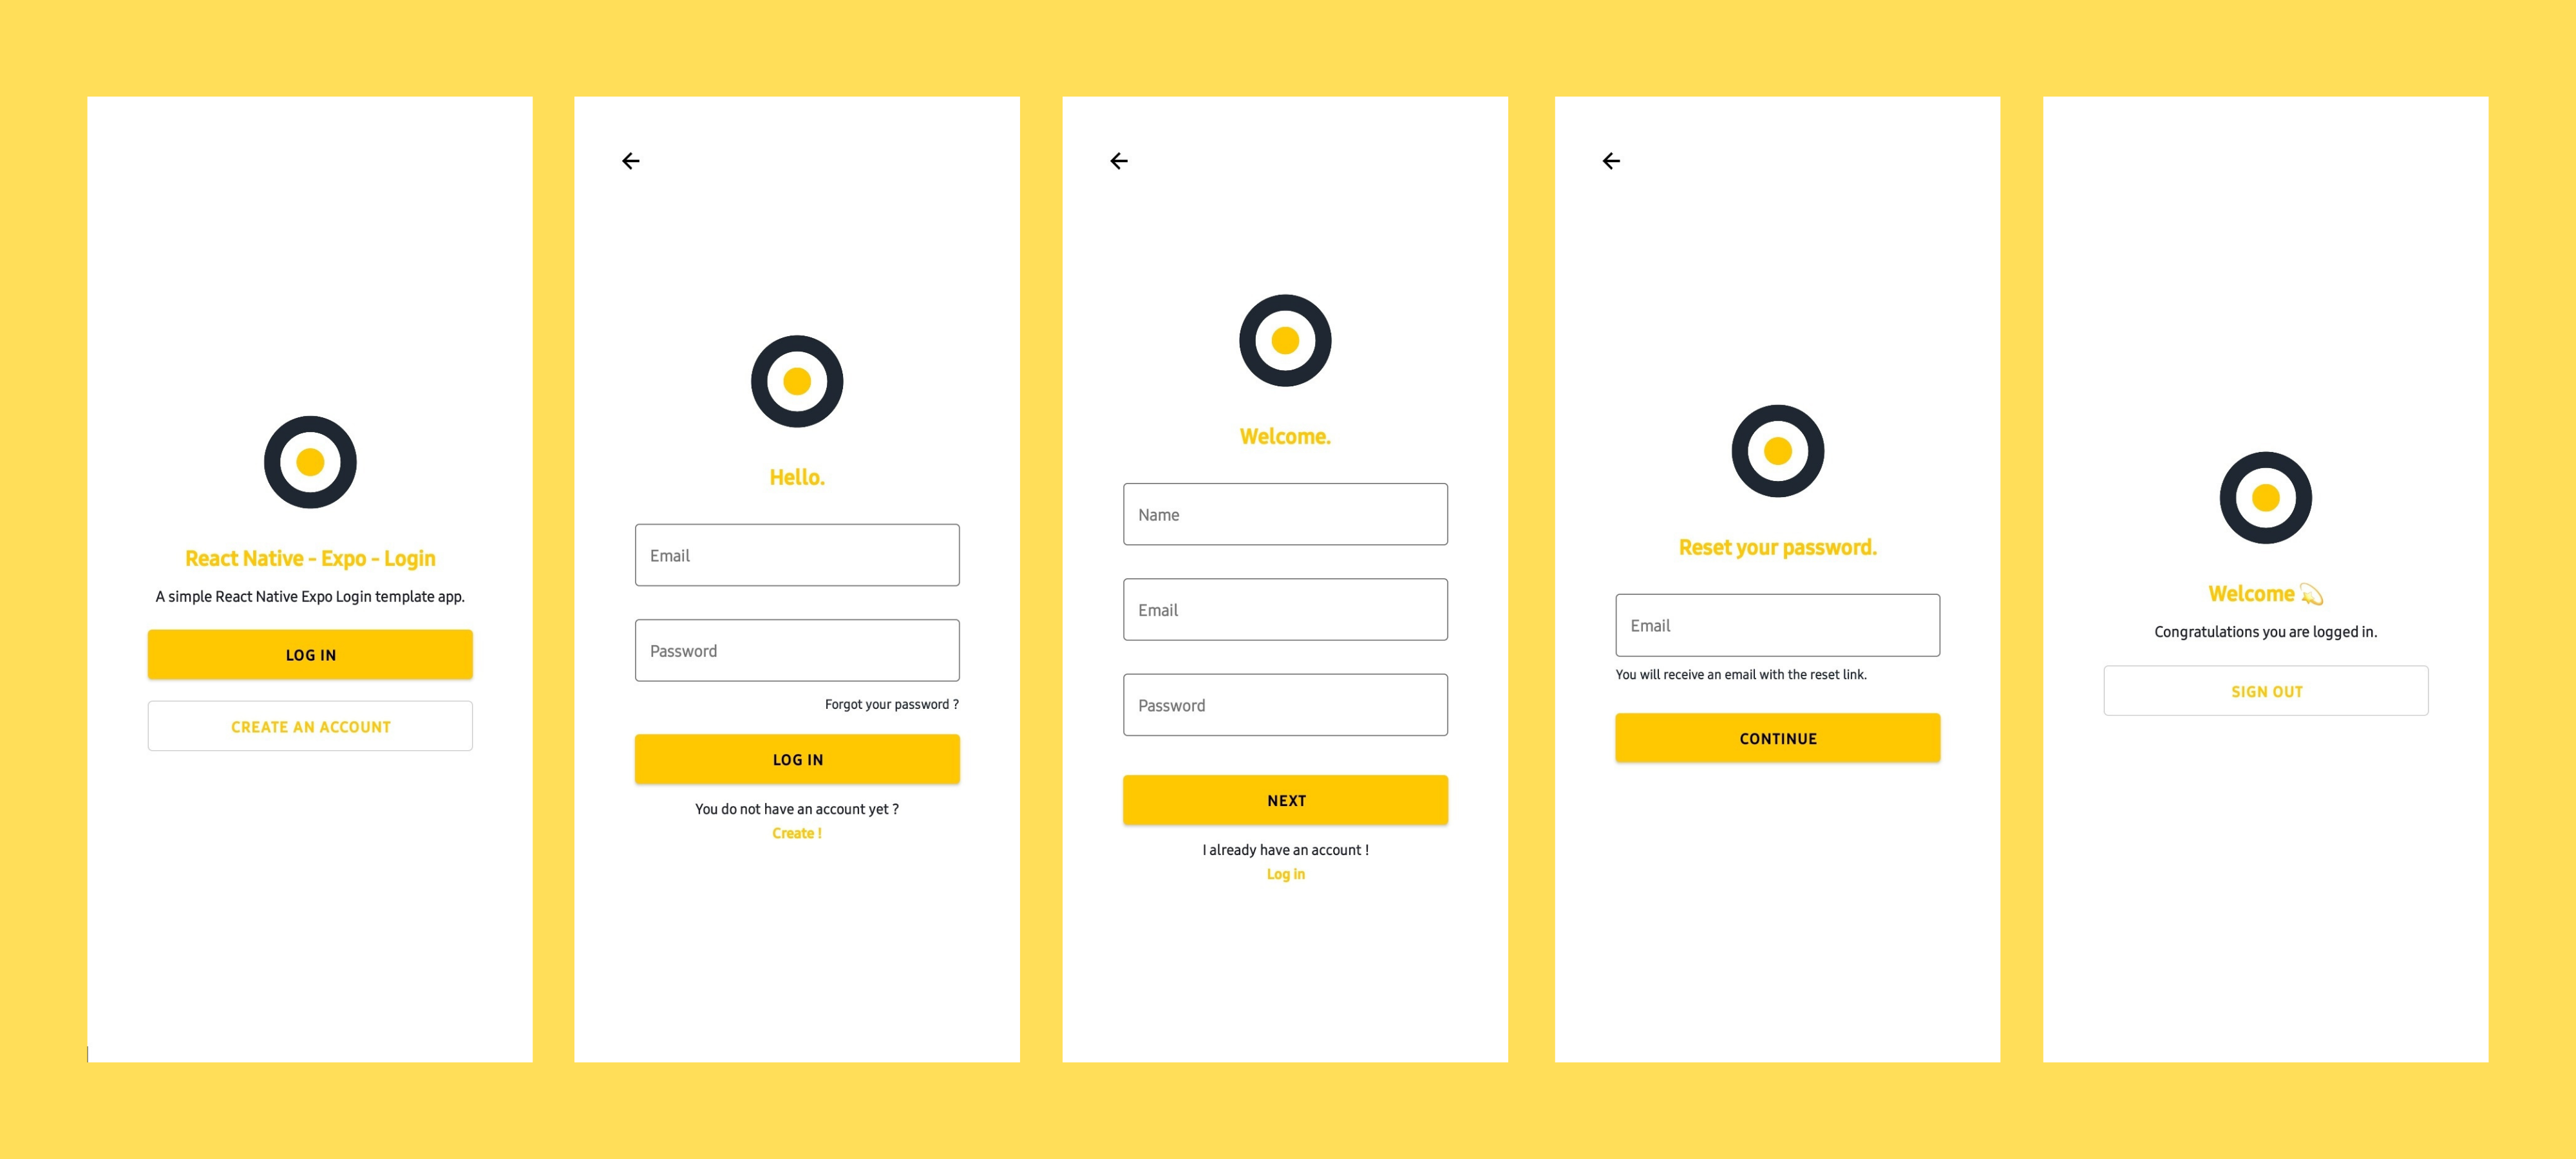 React Native - Expo - Login
A simple React Native Expo Login template app.
LOG IN
CREATE AN ACCOUNT
Hello.
Email
Password
Forgot your password ?
LOG IN
You do not have an account yet ?
Create !
Welcome.
Name
Email
Password
NEXT
I already have an account !
Log in
Reset your password.
Email
You will receive an email with the reset link.
CONTINUE
Welcome 💫
Congratulations you are logged in.
SIGN OUT